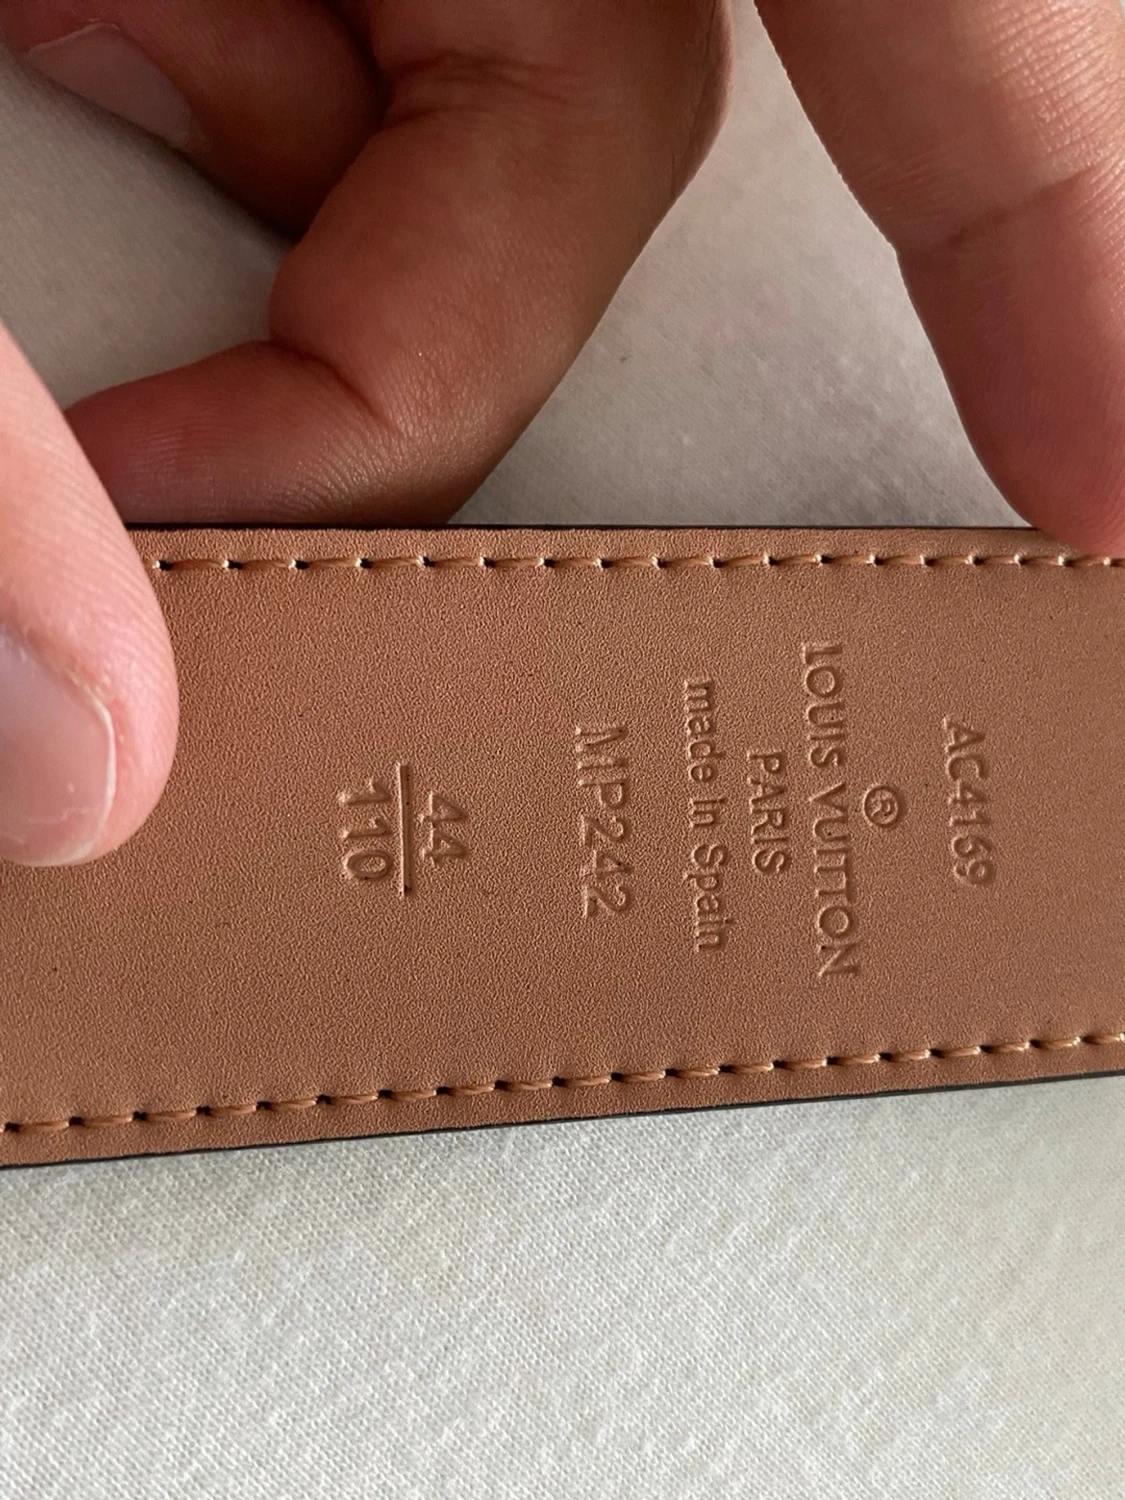 AC4169
®
LOUIS VUITTON
PARIS
made in Spain
MP242
44
110